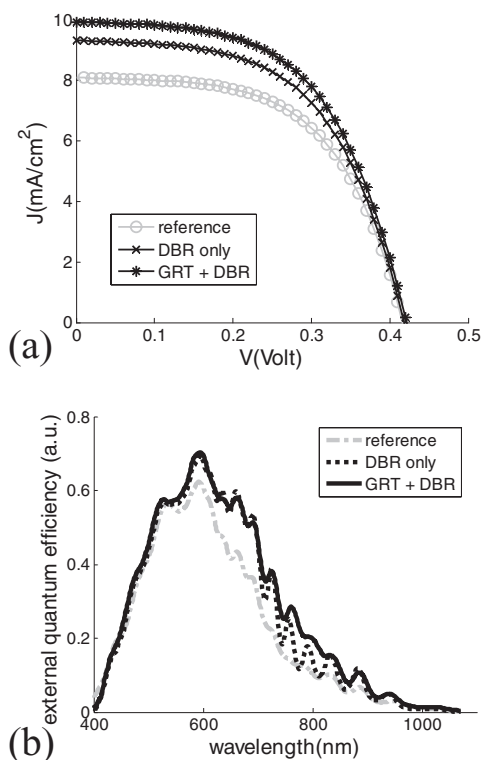 10
8
6
4
2
0
J(mA/cm²)
reference
DBR only
GRT + DBR
0 0.1 0.2 0.3 0.4 0.5
V(Volt)
(a)
0.8
0.6
0.4
0.2
0
external quantum efficiency (a.u.)
reference
DBR only
GRT + DBR
400 600 800 1000
wavelength(nm)
(b)